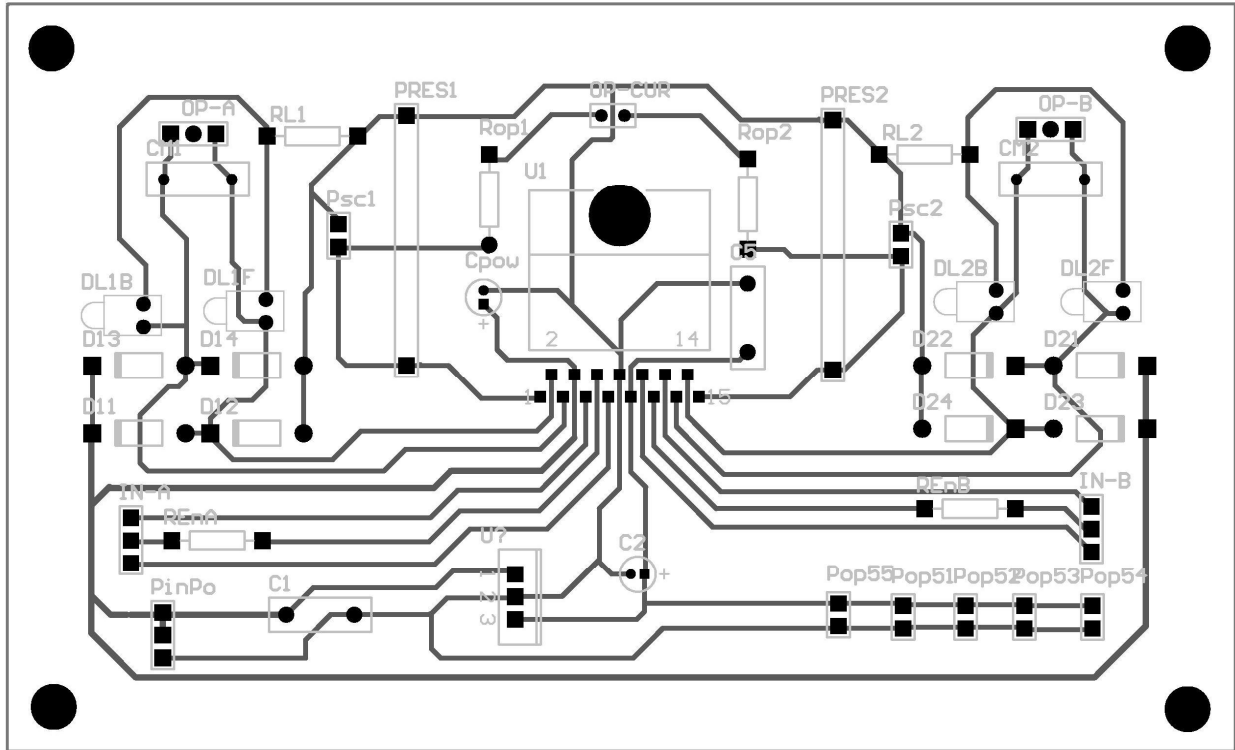 PRES1
OP-CUR
PRES2
OP-A
RL1
OP-B
Rop1
Rop2
RL2
CM1
U1
CM2
Psc1
Psc2
C5
Cpow
+
DL1B
DL1F
DL2B
DL2F
D13
D14
2
14
D22
D21
1
15
D11
D12
D24
D23
IN-A
REnA
REnB
IN-B
U?
C2
+
1
2
3
PinPo
C1
Pop55
Pop51
Pop52
Pop53
Pop54